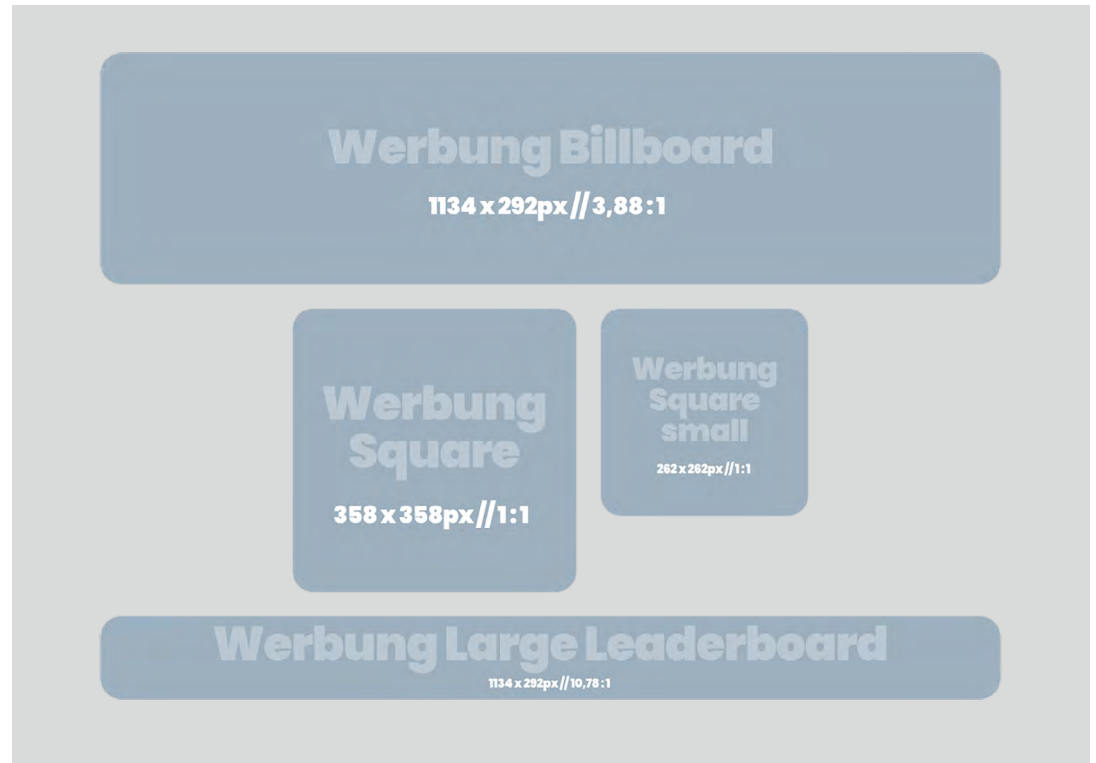 Werbung Billboard
1134 x 292px // 3,88 : 1
Werbung
Square
358 x 358px // 1 : 1
Werbung
Square
small
262 x 262px // 1 : 1
Werbung Large Leaderboard
1134 x 292px // 10,78 : 1